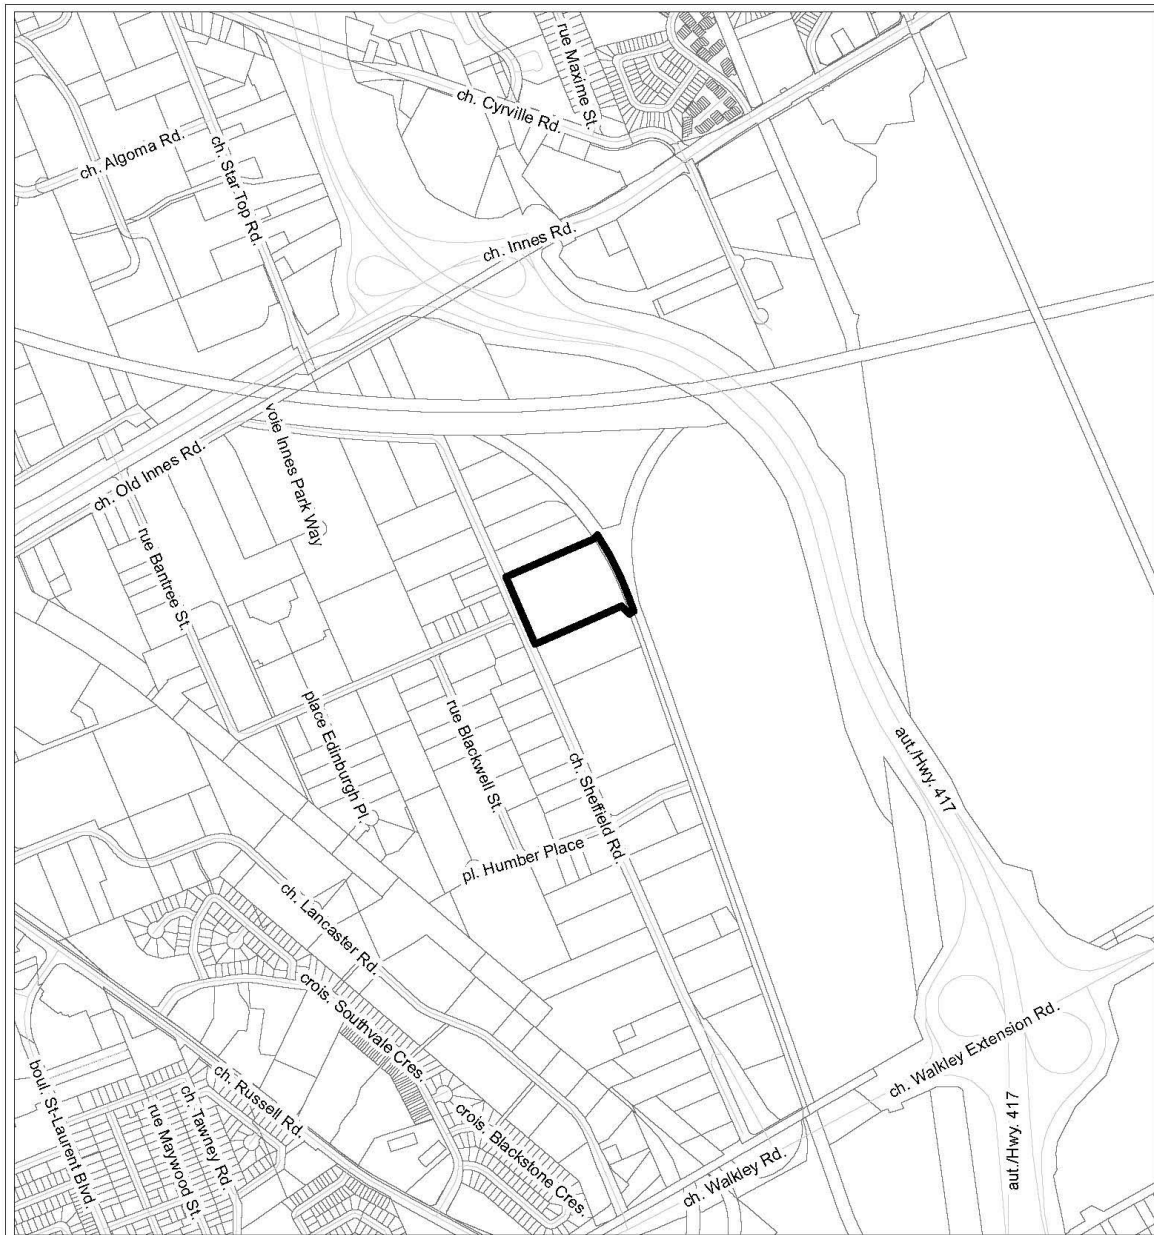 rue Maxime St.
ch. Cyrville Rd.
ch. Algoma Rd.
ch. Star Top Rd.
ch. Innes Rd.
voie Innes Park Way
ch. Old Innes Rd.
rue Bantree St.
place Edinburgh Pl.
rue Blackwell St.
ch. Sheffield Rd.
aut./Hwy. 417
pl. Humber Place
ch. Lancaster Rd.
crois. Southvale Cres.
ch. Walkley Extension Rd.
ch. Russell Rd.
boul. St-Laurent Blvd.
ch. Tawney Rd.
rue Maywood St.
crois. Blackstone Cres.
aut./Hwy. 417
ch. Walkley Rd.